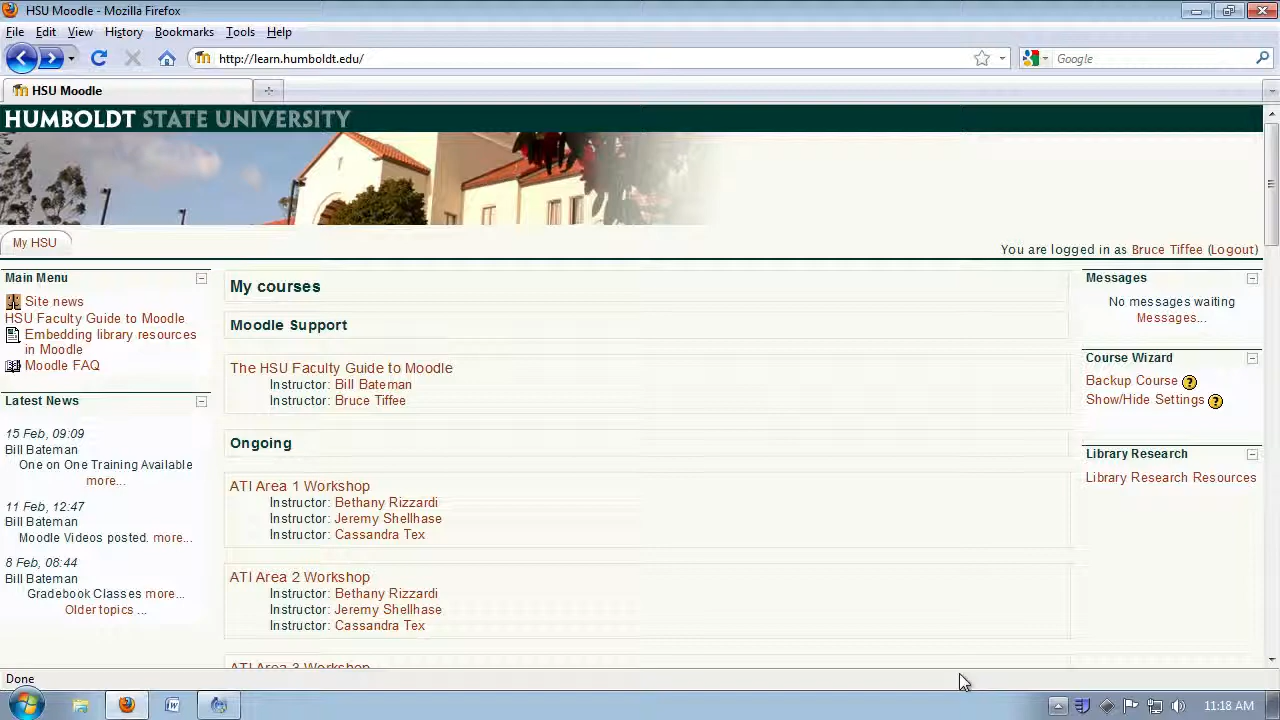 HSU Moodle - Mozilla Firefox
File Edit View History Bookmarks Tools Help
http://learn.humboldt.edu/
Google
HSU Moodle
HUMBOLDT STATE UNIVERSITY
My HSU
You are logged in as Bruce Tiffee (Logout)
Main Menu
Site news
HSU Faculty Guide to Moodle
Embedding library resources
in Moodle
Moodle FAQ
Latest News
15 Feb, 09:09
Bill Bateman
One on One Training Available
more...
11 Feb, 12:47
Bill Bateman
Moodle Videos posted. more...
8 Feb, 08:44
Bill Bateman
Gradebook Classes more...
Older topics ...
My courses
Moodle Support
The HSU Faculty Guide to Moodle
Instructor: Bill Bateman
Instructor: Bruce Tiffee
Ongoing
ATI Area 1 Workshop
Instructor: Bethany Rizzardi
Instructor: Jeremy Shellhase
Instructor: Cassandra Tex
ATI Area 2 Workshop
Instructor: Bethany Rizzardi
Instructor: Jeremy Shellhase
Instructor: Cassandra Tex
ATI Area 3 Workshop
Messages
No messages waiting
Messages...
Course Wizard
Backup Course
Show/Hide Settings
Library Research
Library Research Resources
Done
11:18 AM